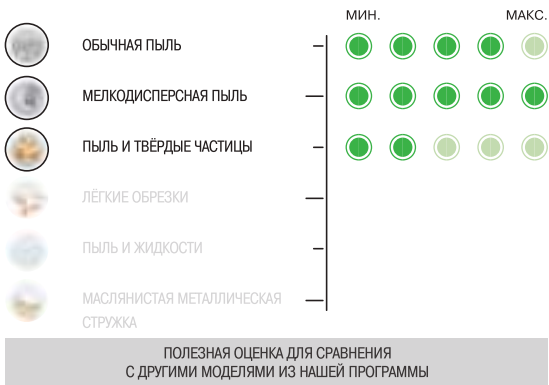 МИН. МАКС.
ОБЫЧНАЯ ПЫЛЬ
МЕЛКОДИСПЕРСНАЯ ПЫЛЬ
ПЫЛЬ И ТВЁРДЫЕ ЧАСТИЦЫ
ЛЁГКИЕ ОБРЕЗКИ
ПЫЛЬ И ЖИДКОСТИ
МАСЛЯНИСТАЯ МЕТАЛЛИЧЕСКАЯ
СТРУЖКА
ПОЛЕЗНАЯ ОЦЕНКА ДЛЯ СРАВНЕНИЯ
С ДРУГИМИ МОДЕЛЯМИ ИЗ НАШЕЙ ПРОГРАММЫ